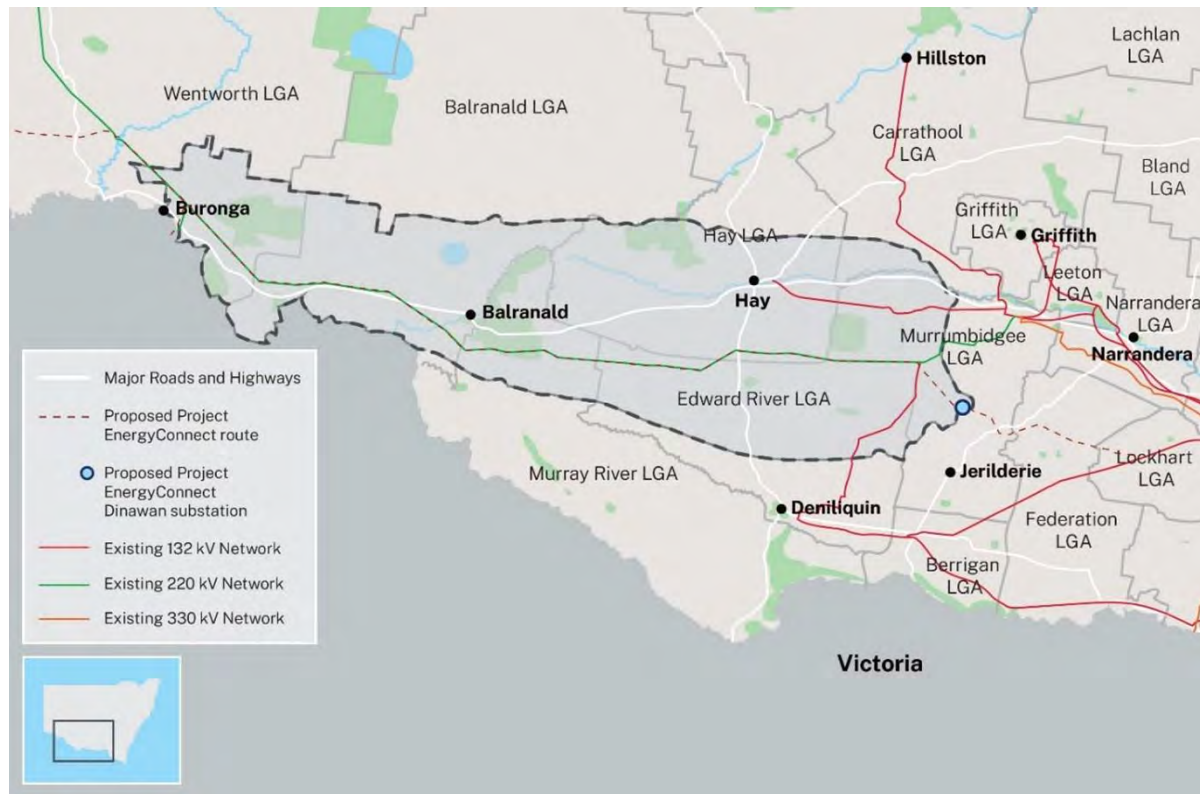 Lachlan
LGA
Hillston
Wentworth LGA
Balranald LGA
Carrathool
LGA
Bland
LGA
Buronga
Griffith
LGA
Griffith
Hay LGA
Leeton
LGA
Hay
Narrandera
LGA
Balranald
Murrumbidgee
LGA
Narrandera
Edward River LGA
Murray River LGA
Jerilderie
Lockhart
LGA
Deniliquin
Federation
LGA
Berrigan
LGA
Victoria
Major Roads and Highways
Proposed Project
EnergyConnect route
Proposed Project
EnergyConnect
Dinawan substation
Existing 132 kV Network
Existing 220 kV Network
Existing 330 kV Network